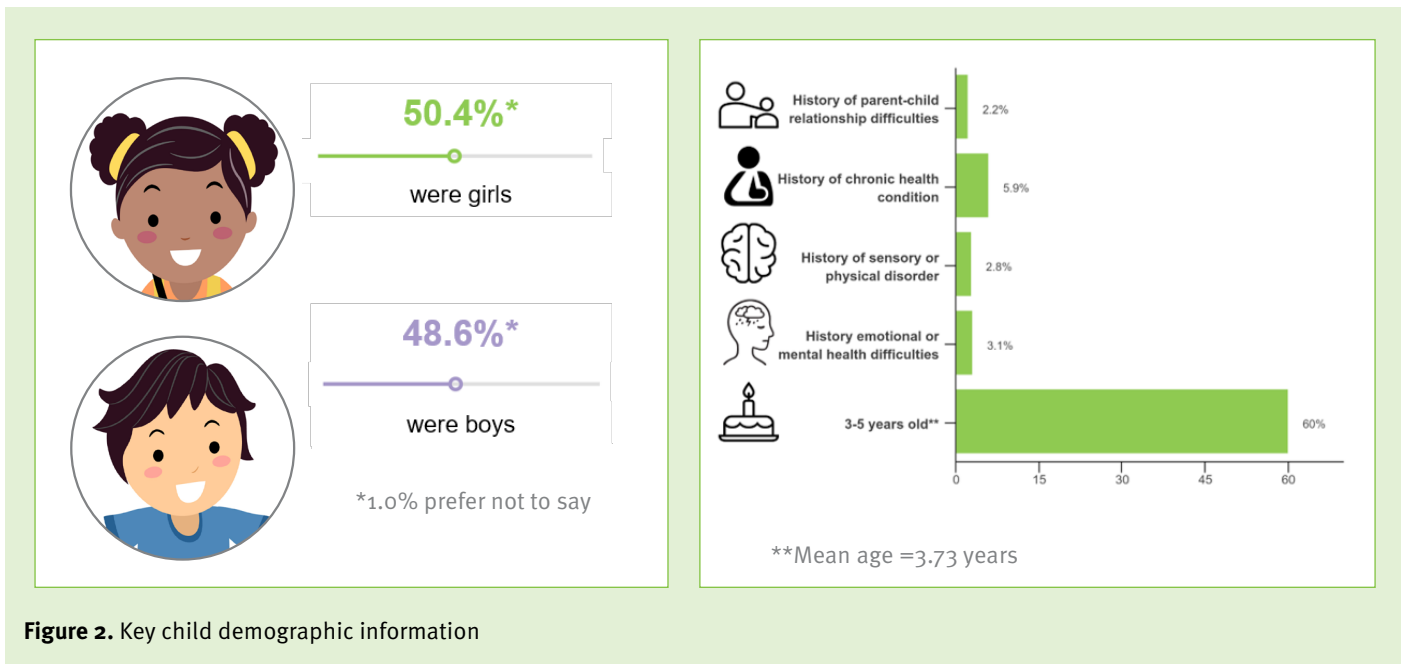 50.4%*
were girls
48.6%*
were boys
*1.0% prefer not to say
History of parent-child
relationship difficulties
2.2%
History of chronic health
condition
5.9%
History of sensory or
physical disorder
2.8%
History emotional or
mental health difficulties
3.1%
3-5 years old**
60%
0 15 30 45 60
**Mean age =3.73 years
Figure 2. Key child demographic information